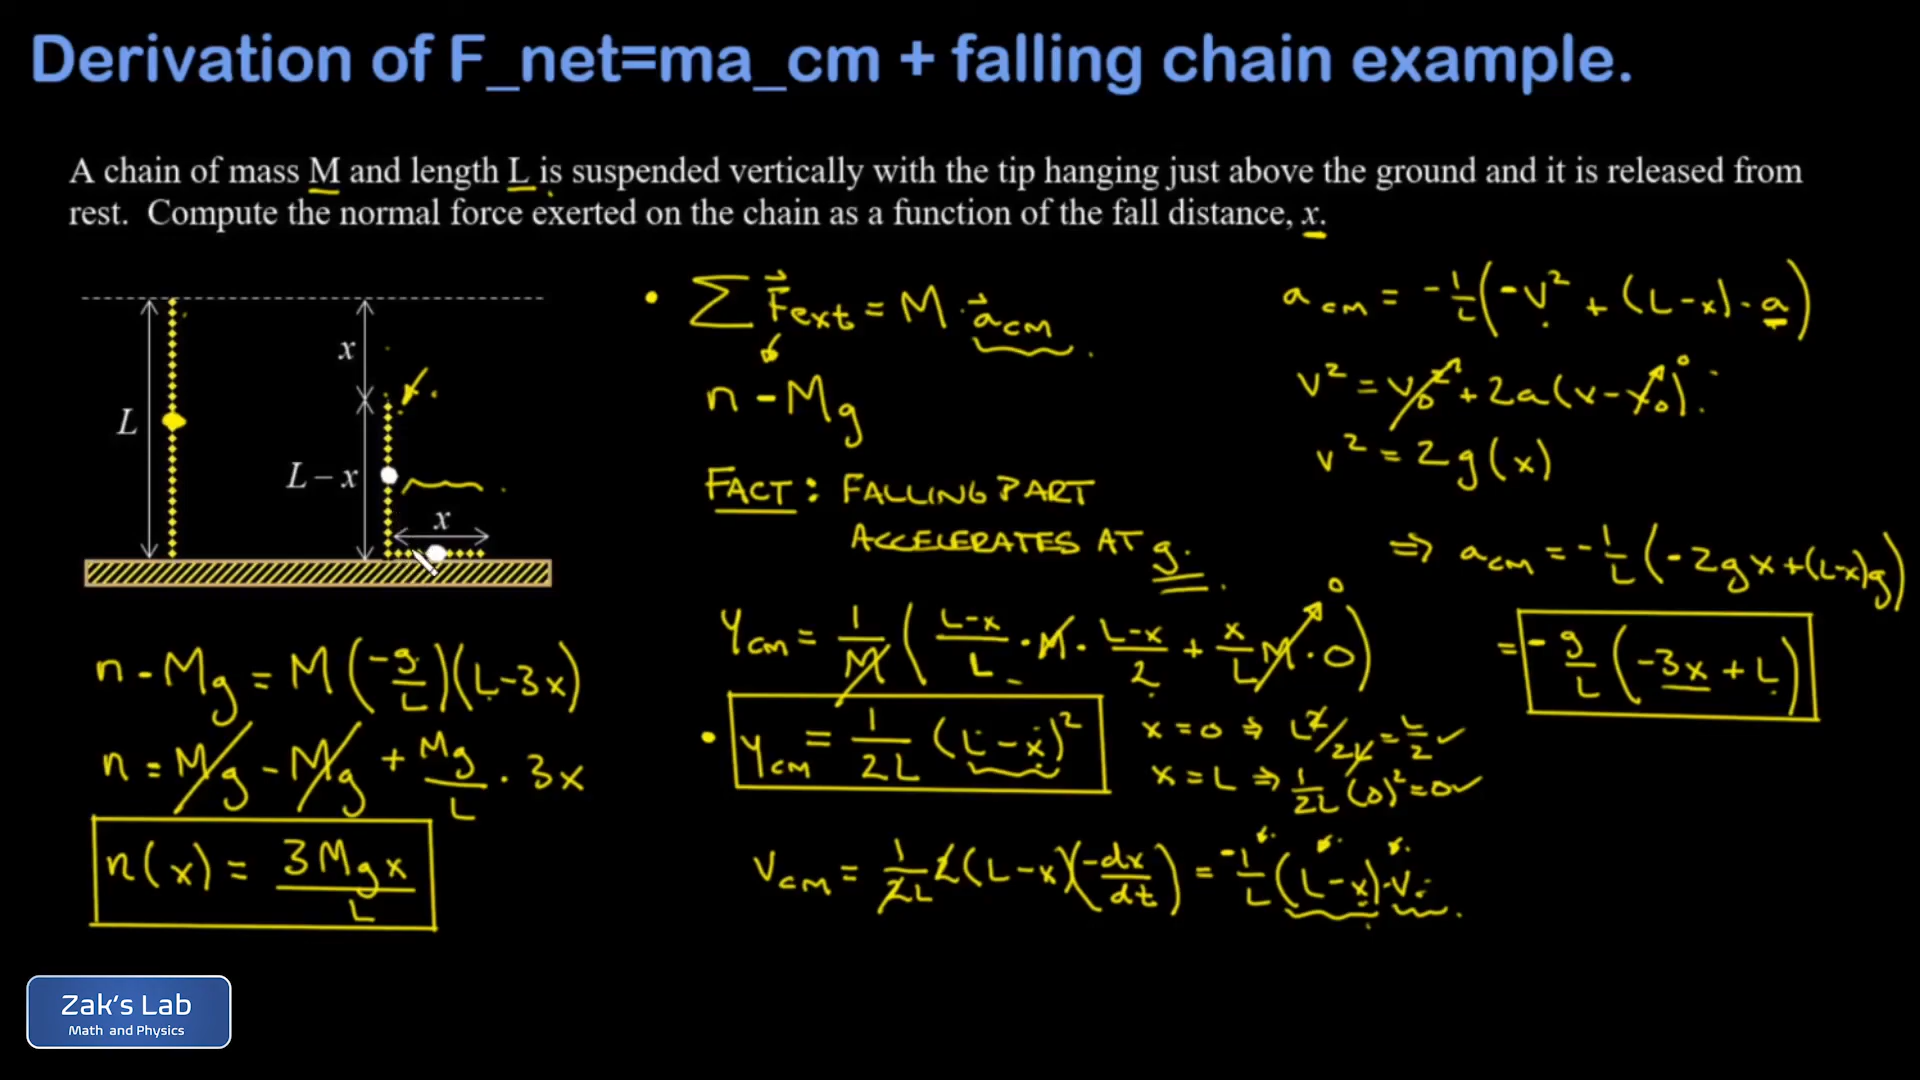 Derivation of F_net=ma_cm + falling chain example.
A chain of mass M and length L is suspended vertically with the tip hanging just above the ground and it is released from
rest. Compute the normal force exerted on the chain as a function of the fall distance, x.
L
x
L – x
x
n - Mg = M(-g/L)(L-3x)
n = Mg - Mg + Mg/L · 3x
n(x) = 3Mgx/L
∑F⃗ext = M · a⃗cm
n - Mg
FACT: FALLING PART
ACCELERATES AT g.
ycm = 1/M (L-x/L · M · L-x/2 + x/L M · 0) 0
ycm = 1/2L (L-x)²
x = 0 ⇒ L²/2L = L/2 ✓
x = L ⇒ 1/2L (0)² = 0 ✓
vcm = 1/2L 2(L-x)(-dx/dt) = -1/L (L-x)·v
acm = -1/L (-v² + (L-x)·a)
v² = v0² + 2a(x-x0) 0
v² = 2g(x)
⇒ acm = -1/L (-2gx+(L-x)g)
= -g/L (-3x + L)
Zak's Lab
Math and Physics